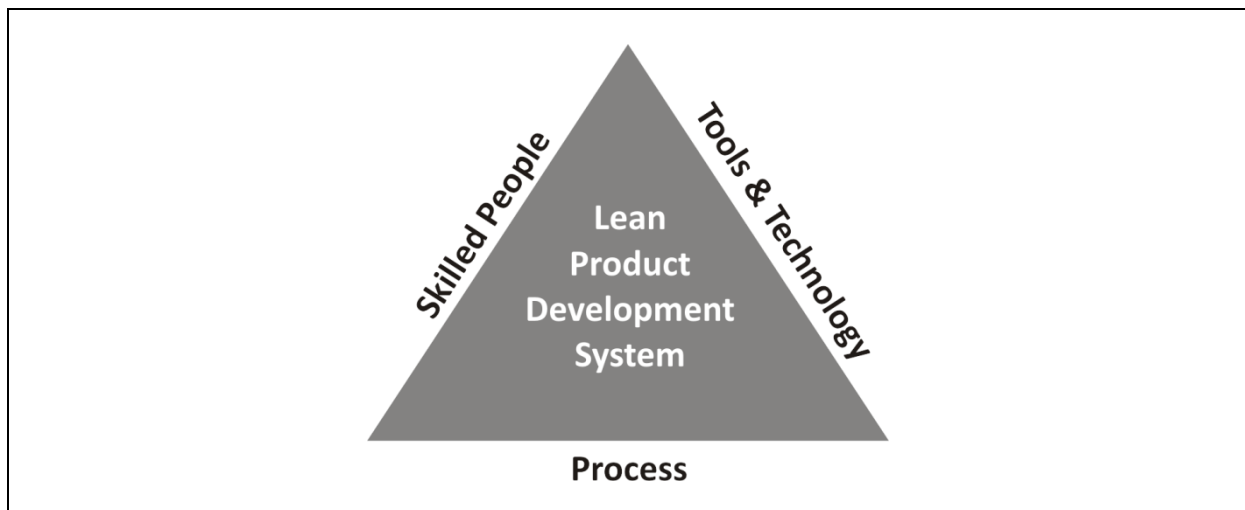 Skilled People
Tools & Technology
Lean
Product
Development
System
Process